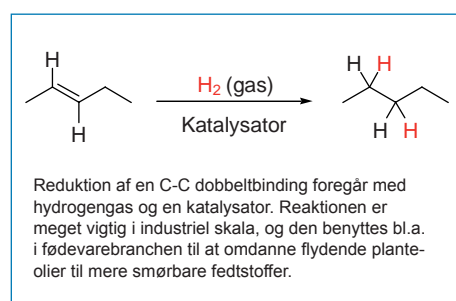 H
H
H₂ (gas)
Katalysator
H H
H H
Reduktion af en C-C dobbeltbinding foregår med
hydrogengas og en katalysator. Reaktionen er
meget vigtig i industriel skala, og den benyttes bl.a.
i fødevarebranchen til at omdanne flydende plante-
olier til mere smørbare fedtstoffer.